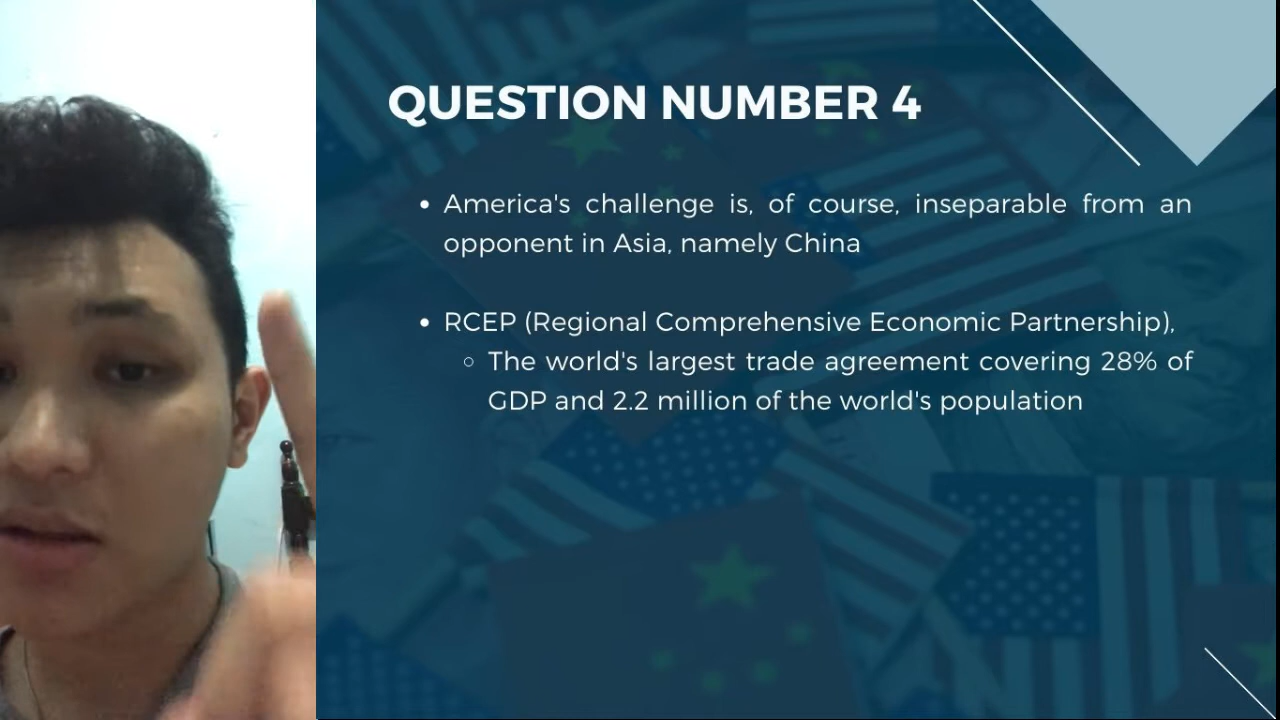 QUESTION NUMBER 4
• America's challenge is, of course, inseparable from an
opponent in Asia, namely China
• RCEP (Regional Comprehensive Economic Partnership),
○ The world's largest trade agreement covering 28% of
GDP and 2.2 million of the world's population